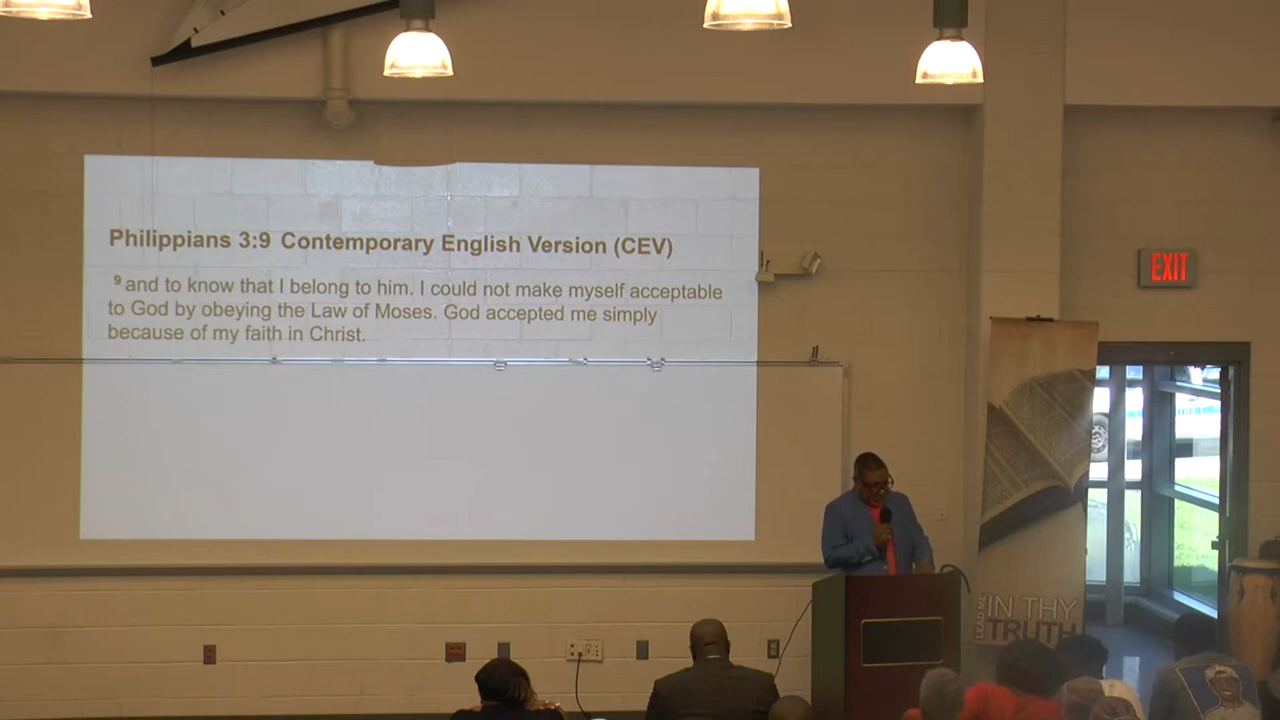 Philippians 3:9 Contemporary English Version (CEV)
9 and to know that I belong to him. I could not make myself acceptable
to God by obeying the Law of Moses. God accepted me simply
because of my faith in Christ.
EXIT
LEAD ME
IN THY
TRUTH